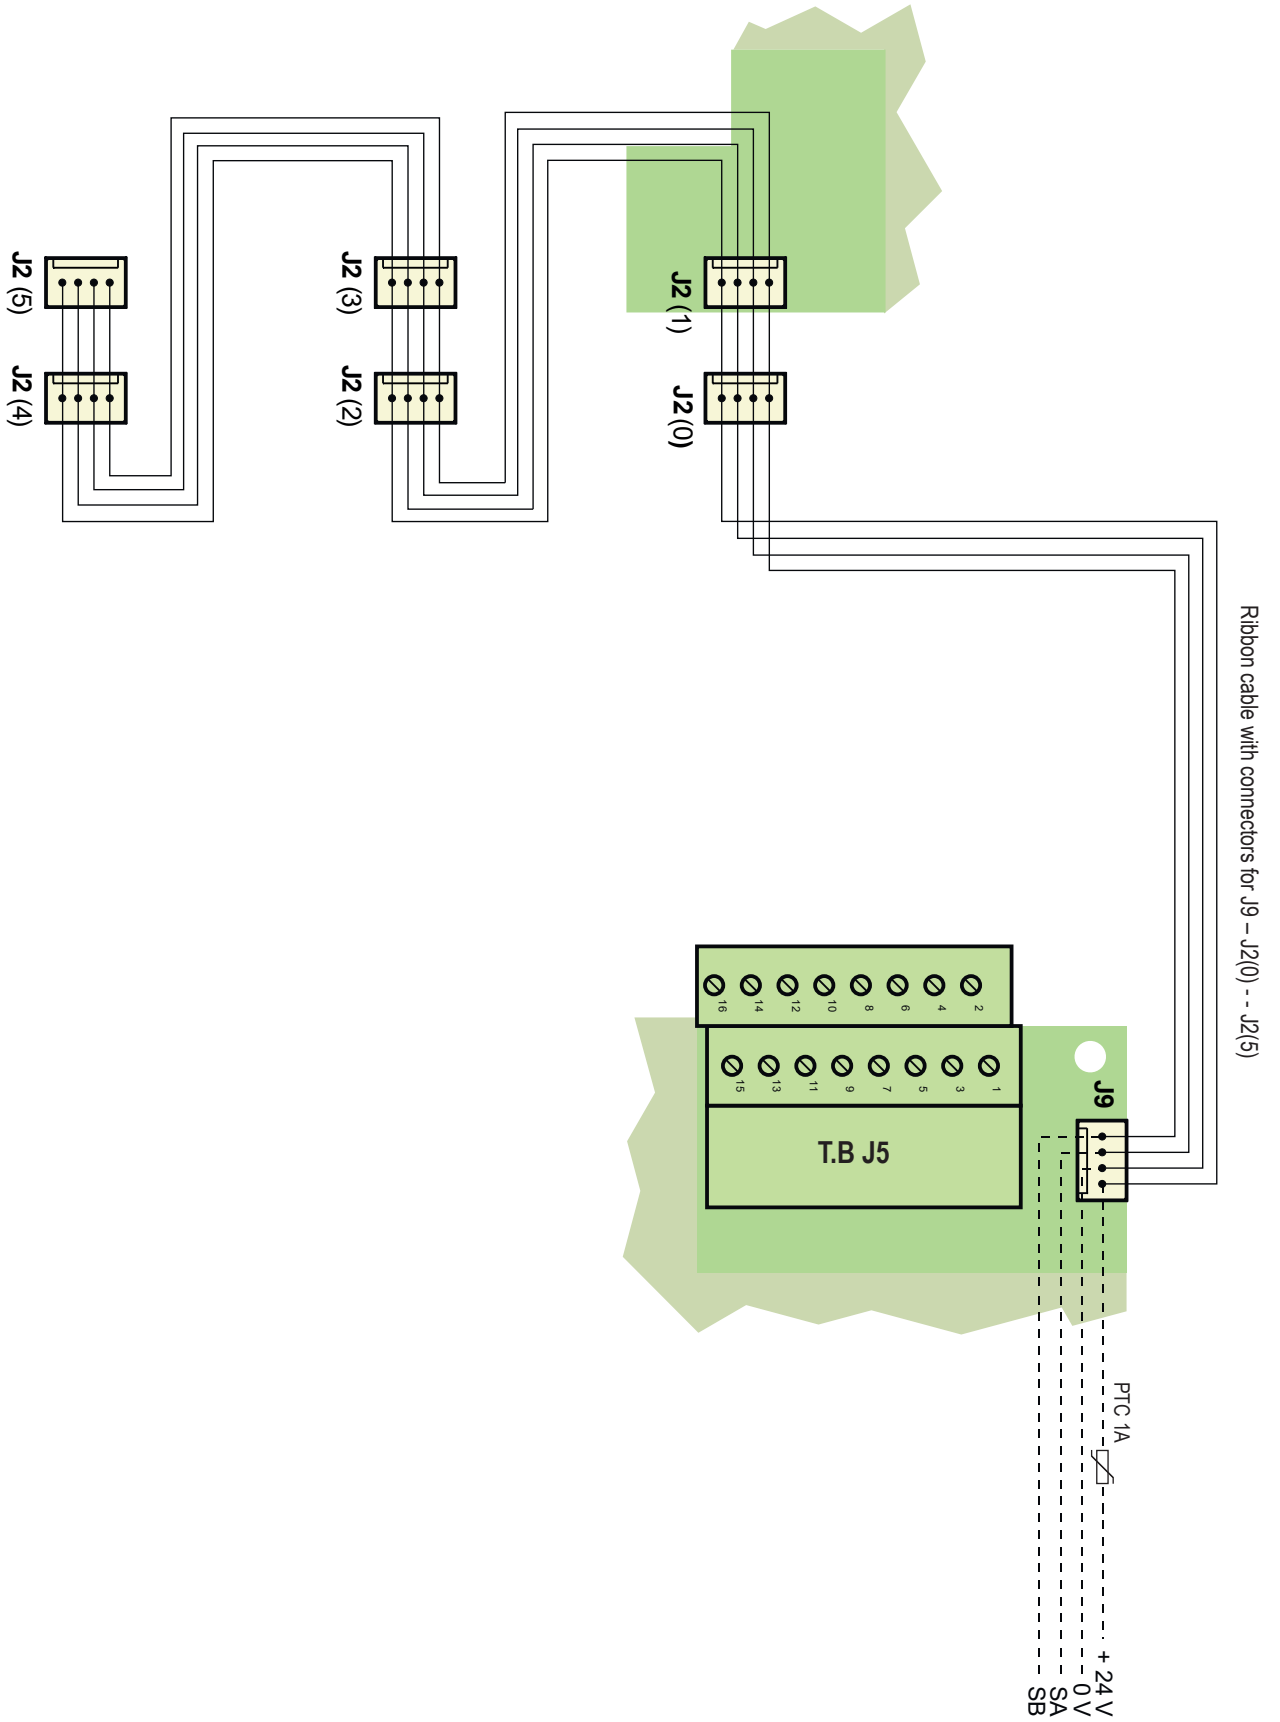 J2 (5)
J2 (4)
J2 (3)
J2 (2)
J2 (1)
J2 (0)
Ribbon cable with connectors for J9 – J2(0) - - J2(5)
16 14 12 10 8 6 4 2
15 13 11 9 7 5 3 1
T.B J5
J9
PTC 1A
+ 24 V
0 V
SA
SB